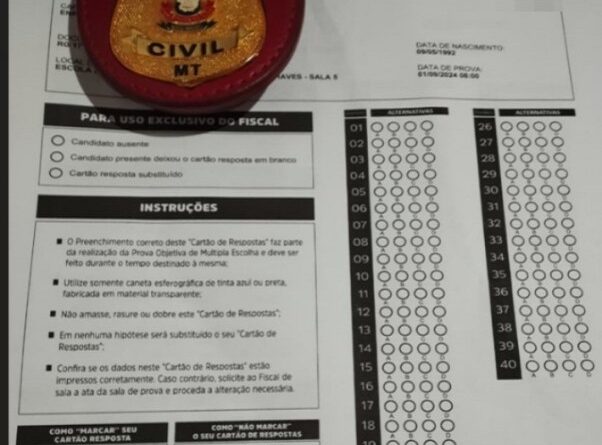 CIVIL
MT
DATA DE NASCIMENTO:
09/05/1992
DATA DE PROVA:
01/09/2024 08:00
LOCAL
ESCOLA
HAVES - SALA 5
PARA USO EXCLUSIVO DO FISCAL
Candidato ausente
Candidato presente deixou o cartão resposta em branco
Cartão resposta substituído
INSTRUÇÕES
O Preenchimento correto deste "Cartão de Respostas" faz parte
da realização da Prova Objetiva de Multipla Escolha e deve ser
feito durante o tempo destinado à mesma;
Utilize somente caneta esferográfica de tinta azul ou preta,
fabricada em material transparente;
Não amasse, rasure ou dobre este "Cartão de Respostas";
Em nenhuma hipótese será substituído o seu "Cartão de
Respostas";
Confira se os dados neste "Cartão de Respostas" estão
impressos corretamente. Caso contrário, solicite ao Fiscal de
sala a ata da sala de prova e proceda a alteração necessária.
COMO "MARCAR" SEU
CARTÃO RESPOSTA
COMO "NÃO MARCAR"
O SEU CARTÃO DE RESPOSTAS
ALTERNATIVAS
01
02
03
04
05
06
07
08
09
10
11
12
13
14
15
16
17
18
19
ALTERNATIVAS
26
27
28
29
30
31
32
33
34
35
36
37
38
39
40